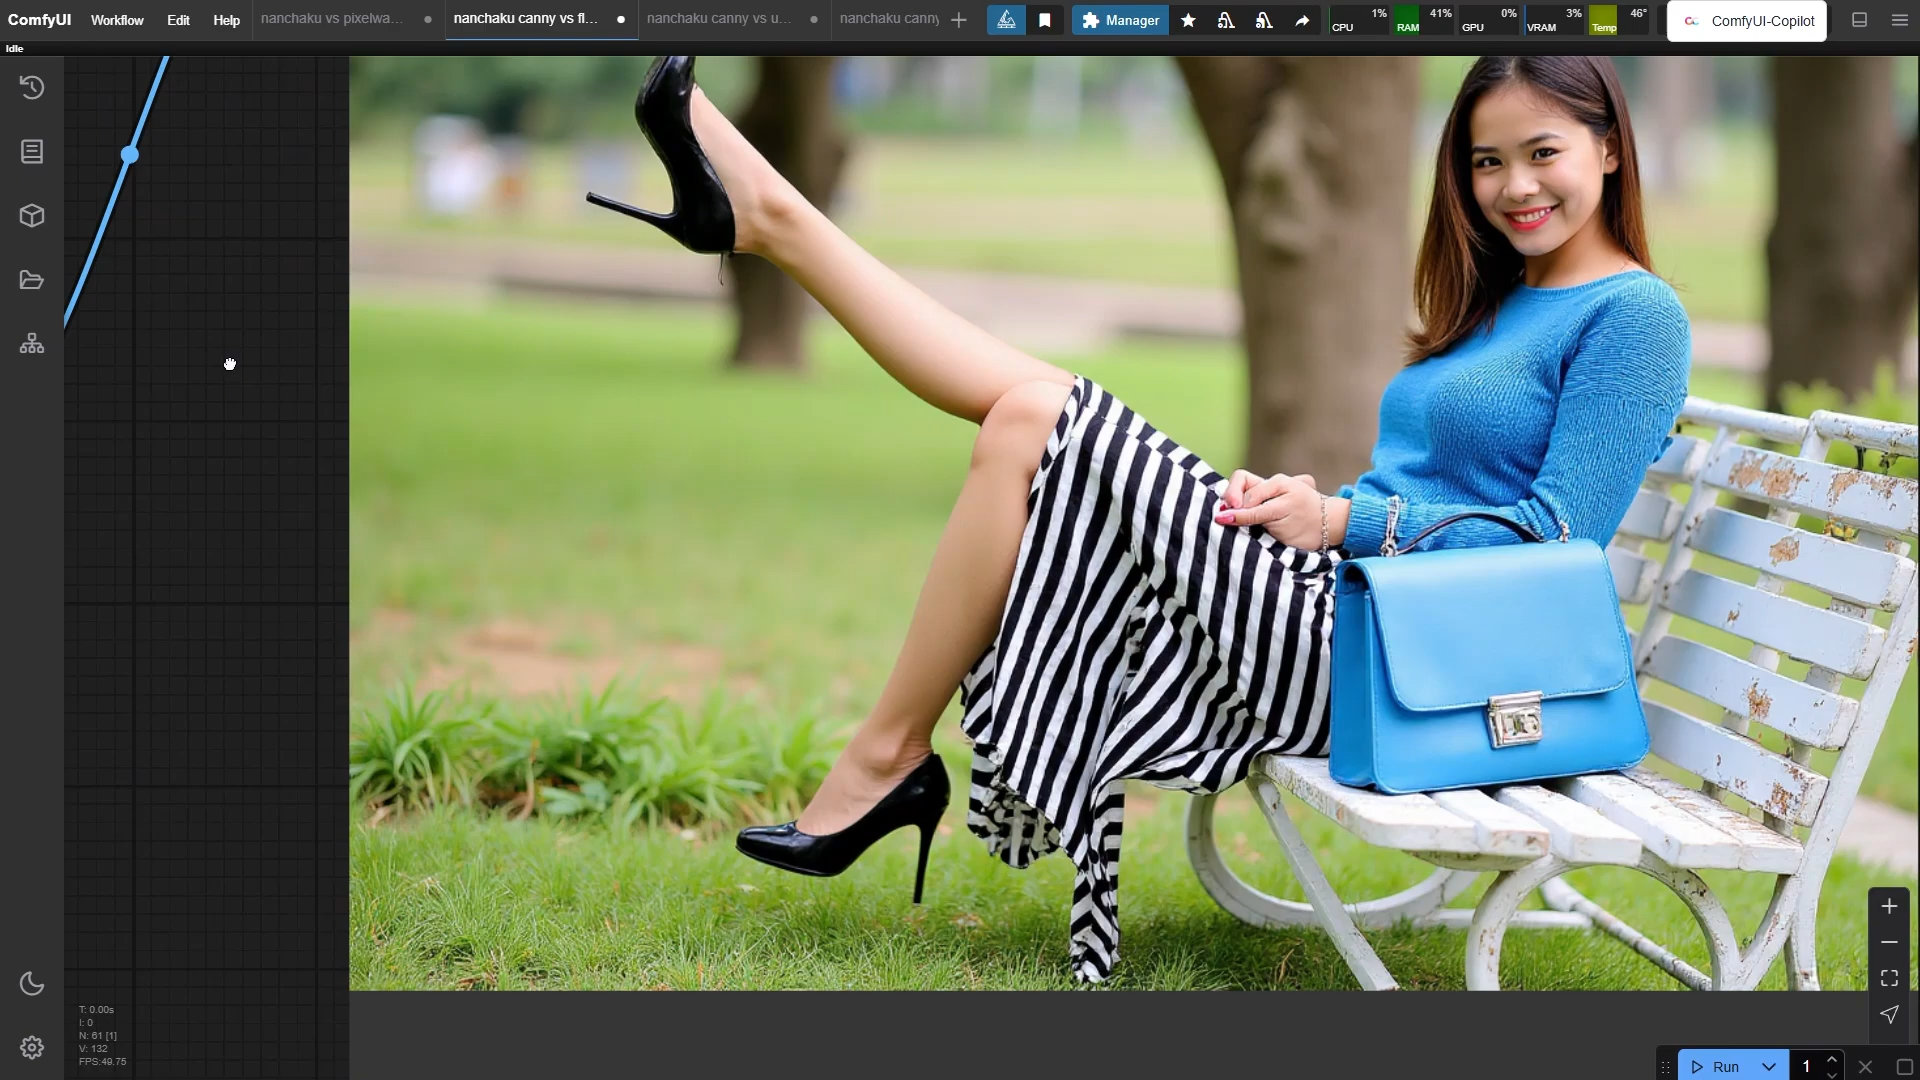 ComfyUI
Workflow
Edit
Help
nanchaku vs pixelwa...
nanchaku canny vs fl...
nanchaku canny vs u...
nanchaku canny
Manager
CPU 1%
RAM 41%
GPU 0%
VRAM 3%
Temp 46°
ComfyUI-Copilot
Idle
T: 0.00s
I: 0
N: 61 [1]
V: 132
FPS:49.75
Run
1